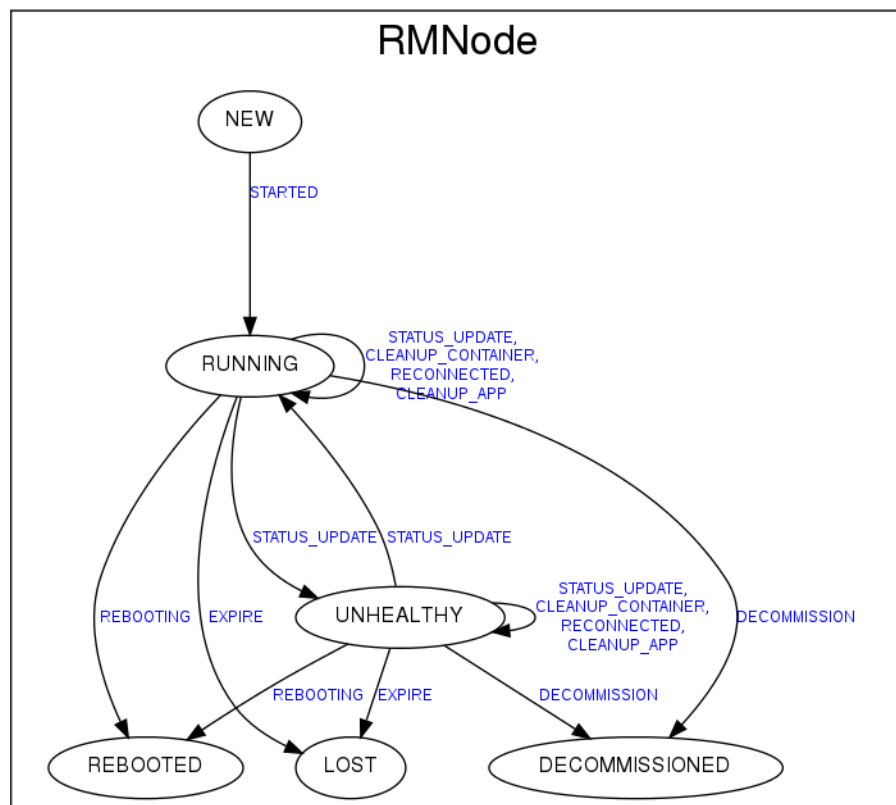 RMNode
NEW
STARTED
RUNNING
STATUS_UPDATE,
CLEANUP_CONTAINER,
RECONNECTED,
CLEANUP_APP
STATUS_UPDATE
STATUS_UPDATE
UNHEALTHY
STATUS_UPDATE,
CLEANUP_CONTAINER,
RECONNECTED,
CLEANUP_APP
REBOOTING
EXPIRE
DECOMMISSION
REBOOTING
EXPIRE
DECOMMISSION
REBOOTED
LOST
DECOMMISSIONED